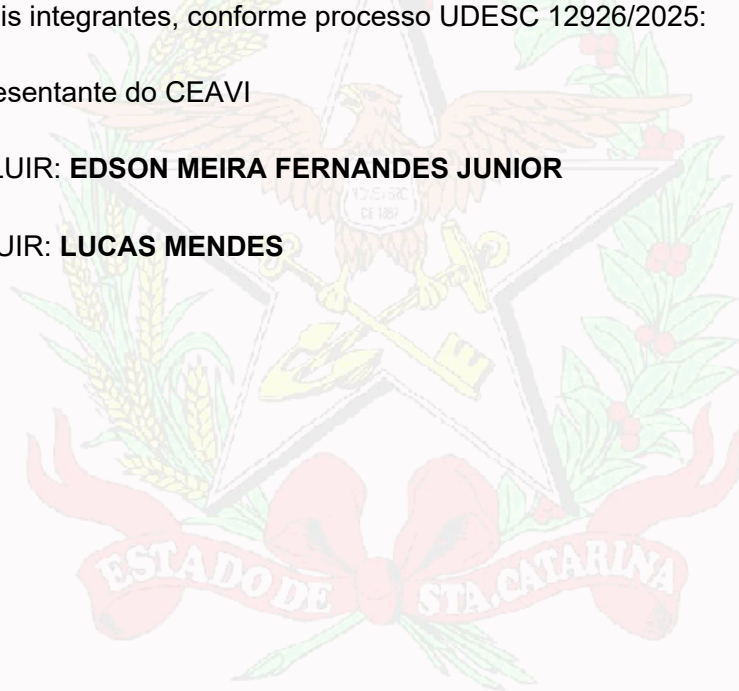 is integrantes, conforme processo UDESC 12926/2025:
esentante do CEAVI
LUIR: EDSON MEIRA FERNANDES JUNIOR
UIR: LUCAS MENDES
ESTADO DE STA. CATARINA